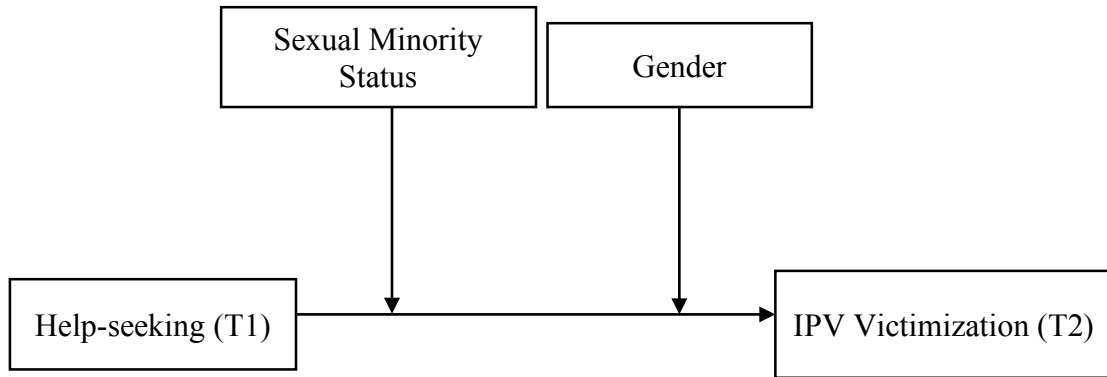 Sexual Minority
Status
Gender
Help-seeking (T1)
IPV Victimization (T2)